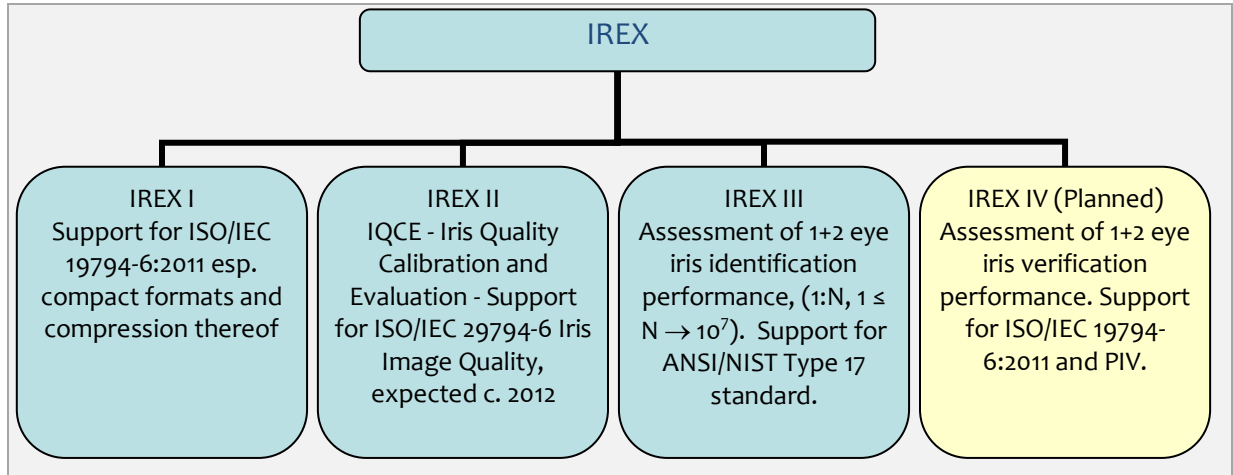 IREX
IREX I
Support for ISO/IEC
19794-6:2011 esp.
compact formats and
compression thereof
IREX II
IQCE - Iris Quality
Calibration and
Evaluation - Support
for ISO/IEC 29794-6 Iris
Image Quality,
expected c. 2012
IREX III
Assessment of 1+2 eye
iris identification
performance, (1:N, 1 ≤
N → 10⁷).  Support for
ANSI/NIST Type 17
standard.
IREX IV (Planned)
Assessment of 1+2 eye
iris verification
performance. Support
for ISO/IEC 19794-
6:2011 and PIV.